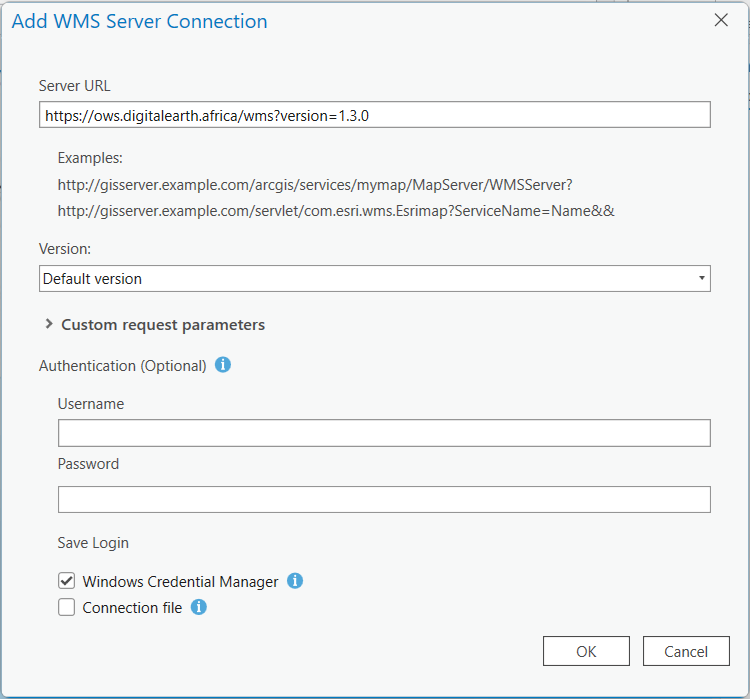 Add WMS Server Connection
Server URL
https://ows.digitalearth.africa/wms?version=1.3.0
Examples:
http://gisserver.example.com/arcgis/services/mymap/MapServer/WMSServer?
http://gisserver.example.com/servlet/com.esri.wms.Esrimap?ServiceName=Name&&
Version:
Default version
Custom request parameters
Authentication (Optional)
Username
Password
Save Login
Windows Credential Manager
Connection file
OK Cancel